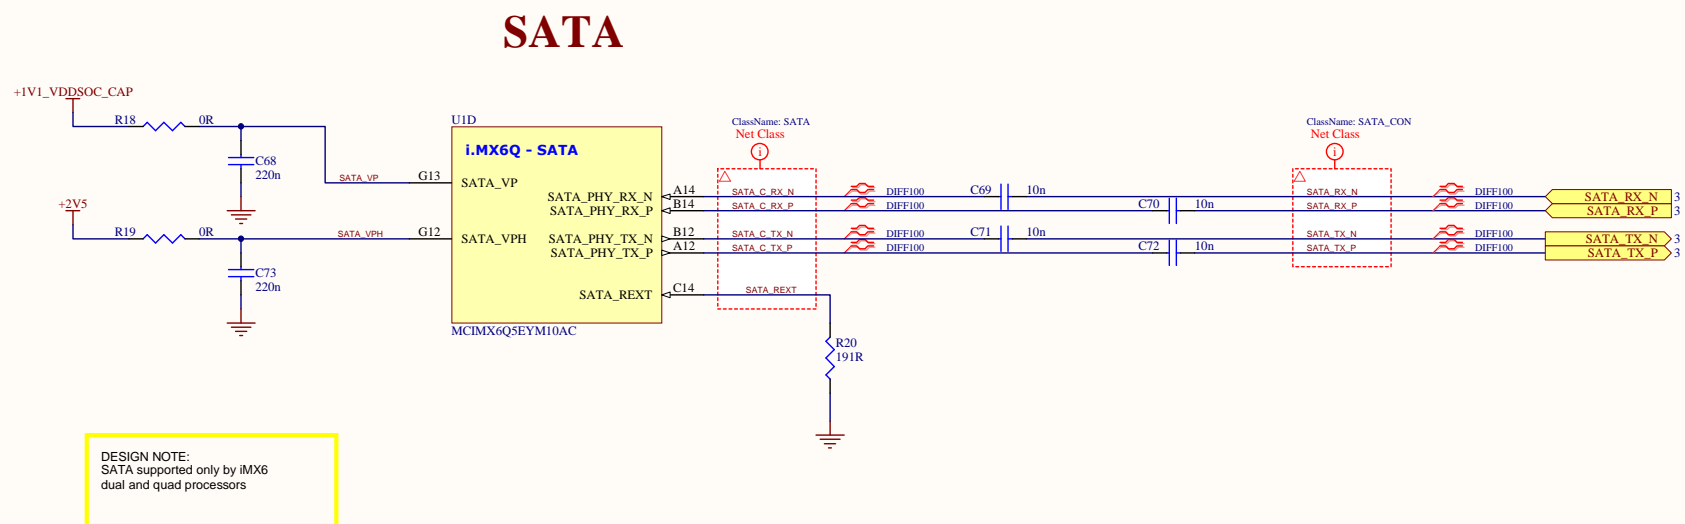 SATA
+1V1_VDDSOC_CAP
R18 0R
C68
220n
+2V5
R19 0R
C73
220n
SATA_VP
SATA_VPH
G13
G12
U1D
i.MX6Q - SATA
SATA_VP
SATA_VPH
SATA_PHY_RX_N
SATA_PHY_RX_P
SATA_PHY_TX_N
SATA_PHY_TX_P
SATA_REXT
MCIMX6Q5EYM10AC
A14
B14
B12
A12
C14
ClassName: SATA
Net Class
i
SATA_C_RX_N
SATA_C_RX_P
SATA_C_TX_N
SATA_C_TX_P
SATA_REXT
DIFF100
DIFF100
DIFF100
DIFF100
C69 10n
C70 10n
C71 10n
C72 10n
R20
191R
ClassName: SATA_CON
Net Class
i
SATA_RX_N
SATA_RX_P
SATA_TX_N
SATA_TX_P
DIFF100
DIFF100
DIFF100
DIFF100
SATA_RX_N 3
SATA_RX_P 3
SATA_TX_N 3
SATA_TX_P 3
DESIGN NOTE:
SATA supported only by iMX6
dual and quad processors